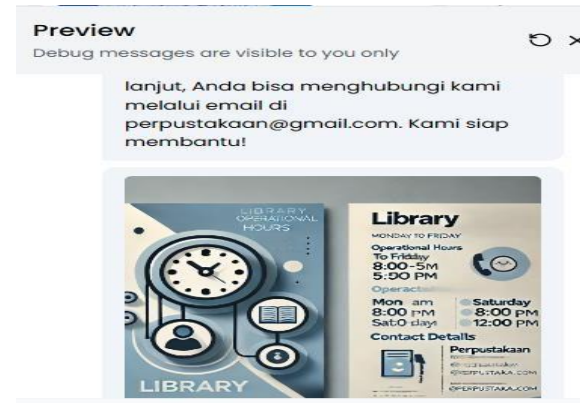 Preview
Debug messages are visible to you only
lanjut, Anda bisa menghubungi kami
melalui email di
perpustakaan@gmail.com. Kami siap
membantu!
LIBRARY
OPERATIONAL
HOURS
LIBRARY
Library
MONDAY TO FRIDAY
Operational Hours
To Friday
8:00-5M
5:00 PM
Mon am
8:00 PM
Saturday
8:00 PM
12:00 PM
Contact Details
Perpustakaan
@PERPUSTAKA.COM